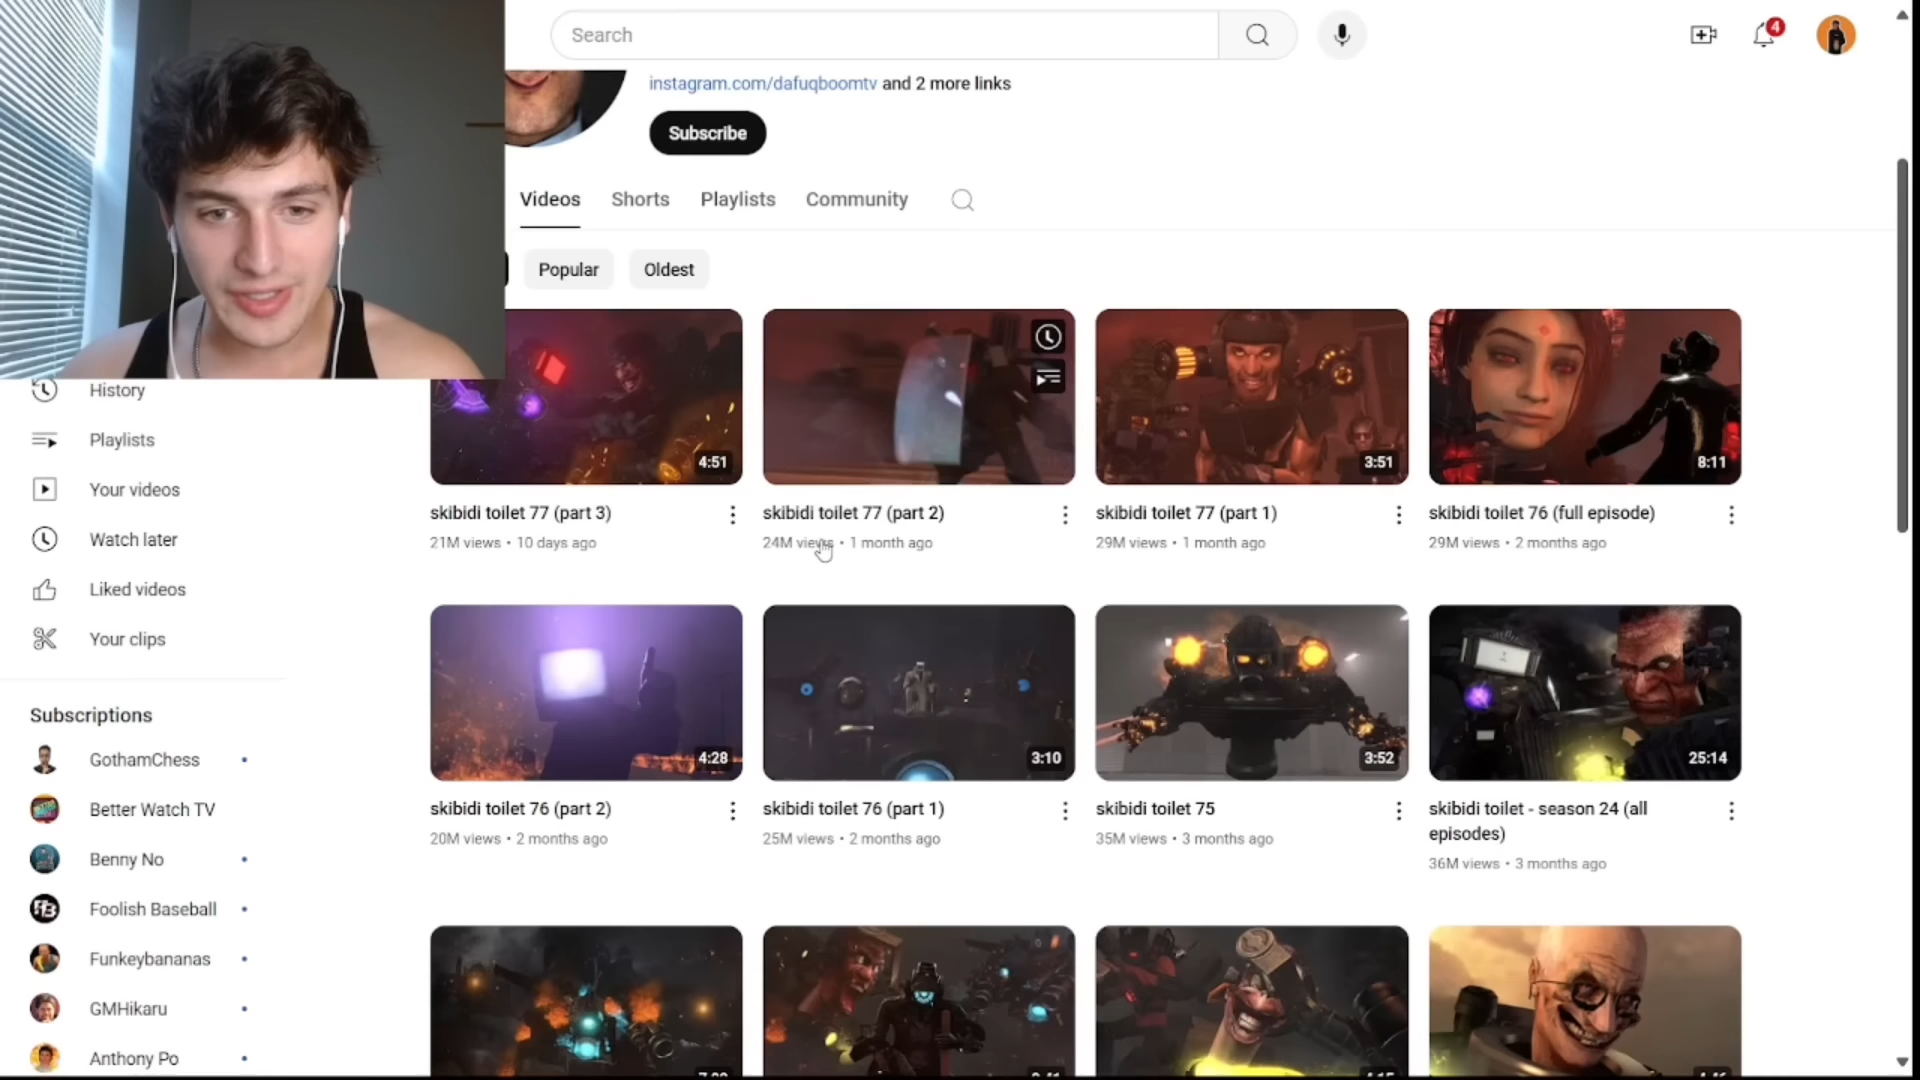 Search
4
instagram.com/dafuqboomtv and 2 more links
Subscribe
Videos
Shorts
Playlists
Community
Popular
Oldest
History
Playlists
Your videos
Watch later
Liked videos
Your clips
Subscriptions
GothamChess
Better Watch TV
Benny No
Foolish Baseball
Funkeybananas
GMHikaru
Anthony Po
4:51
3:51
8:11
skibidi toilet 77 (part 3)
21M views • 10 days ago
skibidi toilet 77 (part 2)
24M views • 1 month ago
skibidi toilet 77 (part 1)
29M views • 1 month ago
skibidi toilet 76 (full episode)
29M views • 2 months ago
4:28
3:10
3:52
25:14
skibidi toilet 76 (part 2)
20M views • 2 months ago
skibidi toilet 76 (part 1)
25M views • 2 months ago
skibidi toilet 75
35M views • 3 months ago
skibidi toilet - season 24 (all
episodes)
36M views • 3 months ago